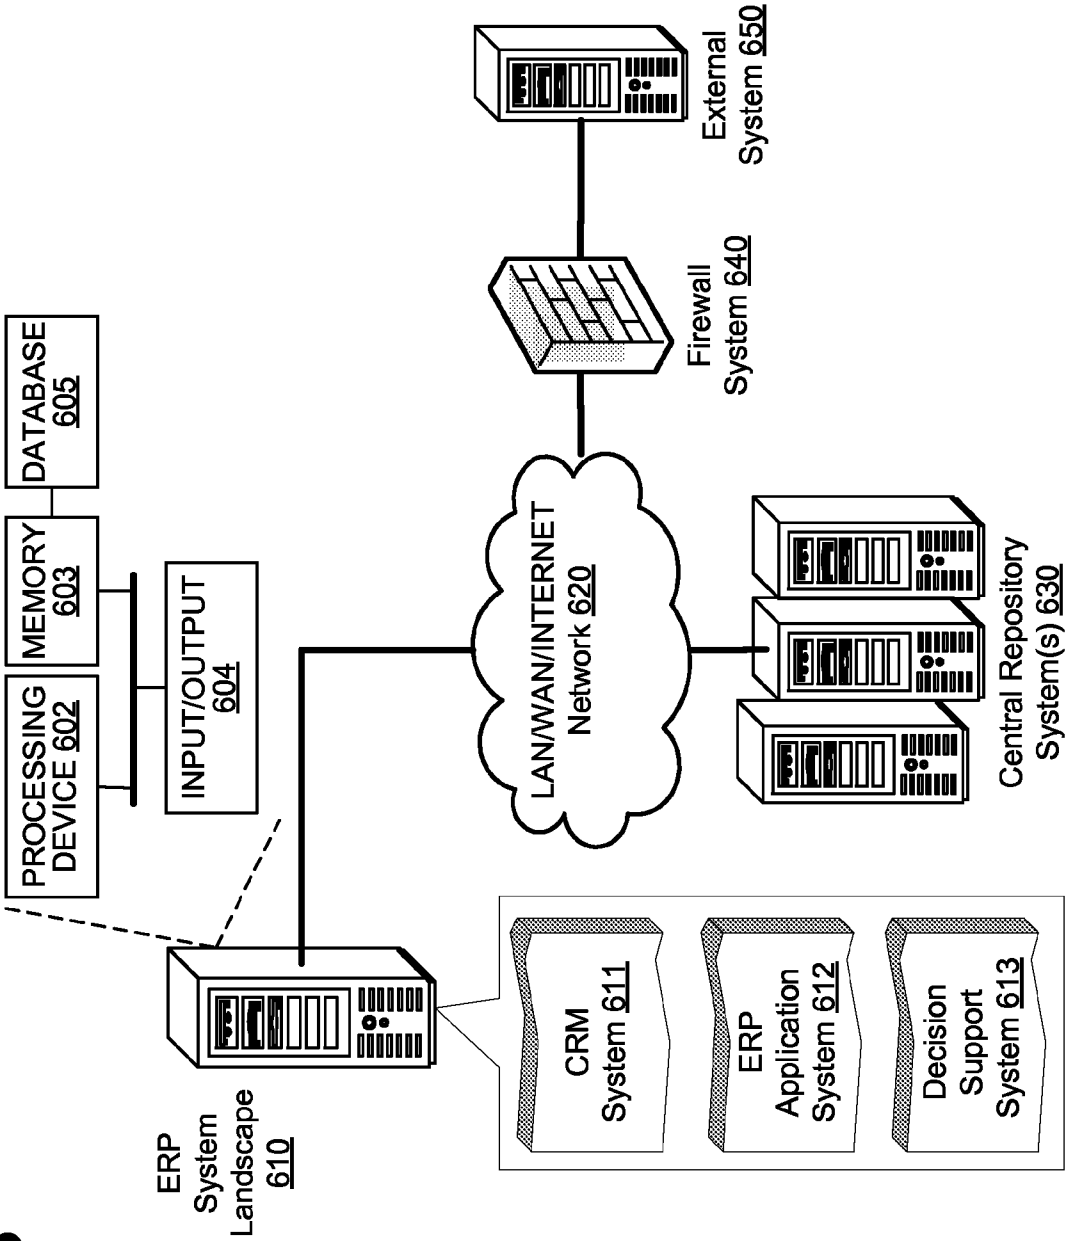 PROCESSING
DEVICE 602
MEMORY
603
DATABASE
605
INPUT/OUTPUT
604
ERP
System
Landscape
610
LAN/WAN/INTERNET
Network 620
Firewall
System 640
External
System 650
CRM
System 611
ERP
Application
System 612
Decision
Support
System 613
Central Repository
System(s) 630